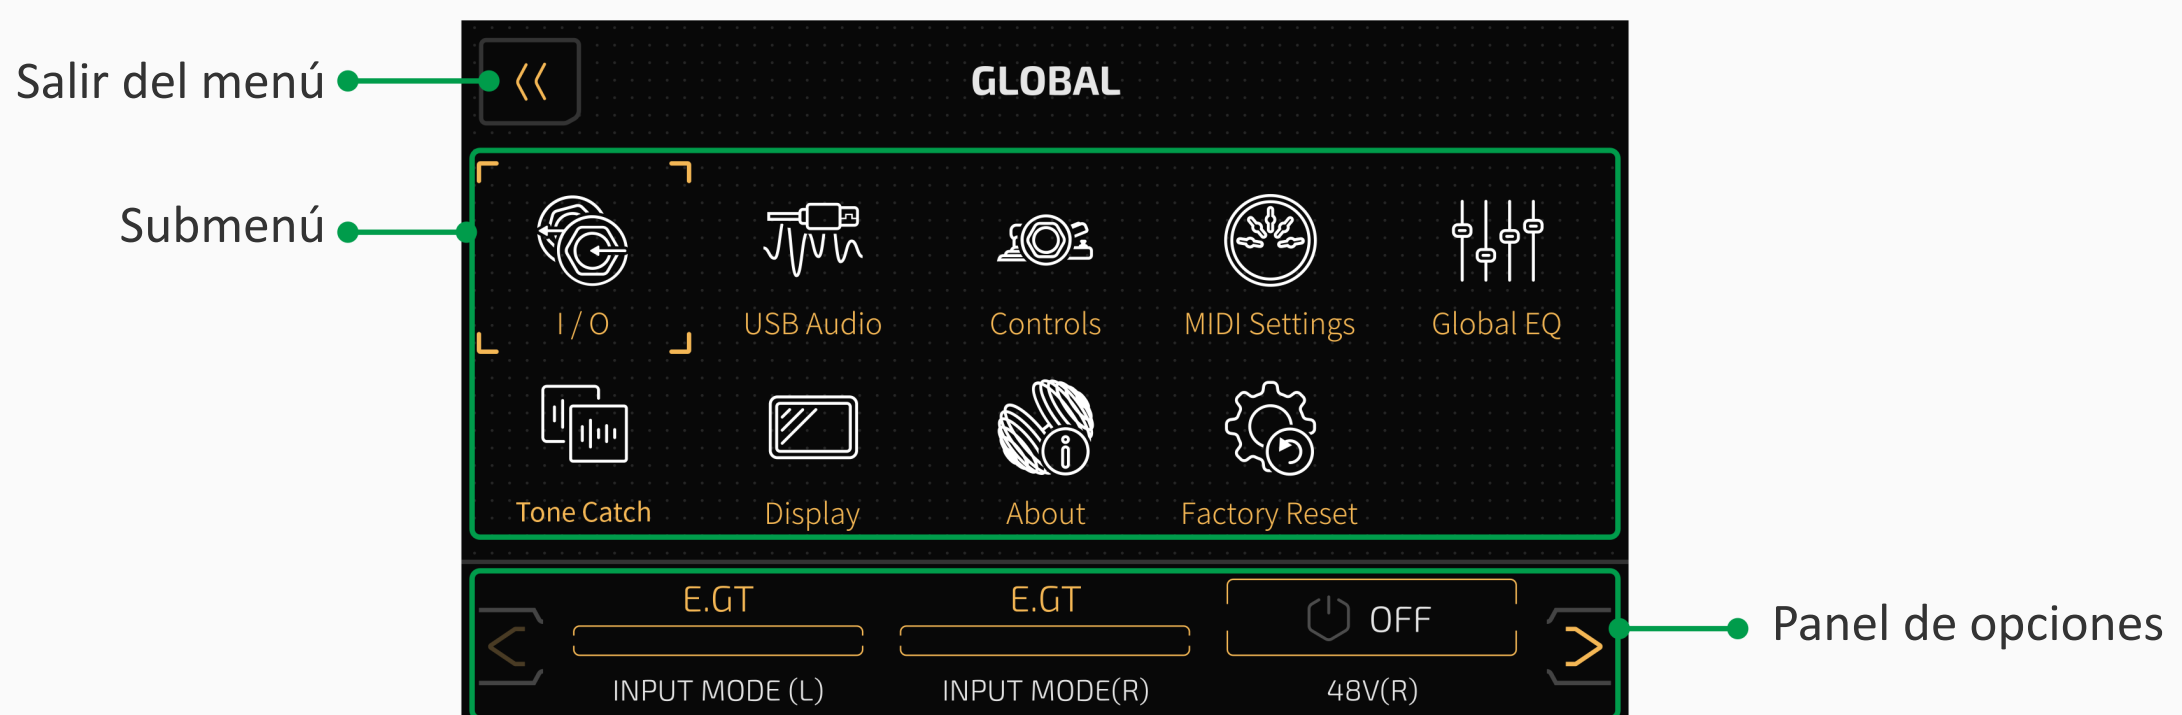 Salir del menú
GLOBAL
Submenú
I / O
USB Audio
Controls
MIDI Settings
Global EQ
Tone Catch
Display
About
Factory Reset
E.GT
E.GT
OFF
Panel de opciones
INPUT MODE (L)
INPUT MODE(R)
48V(R)